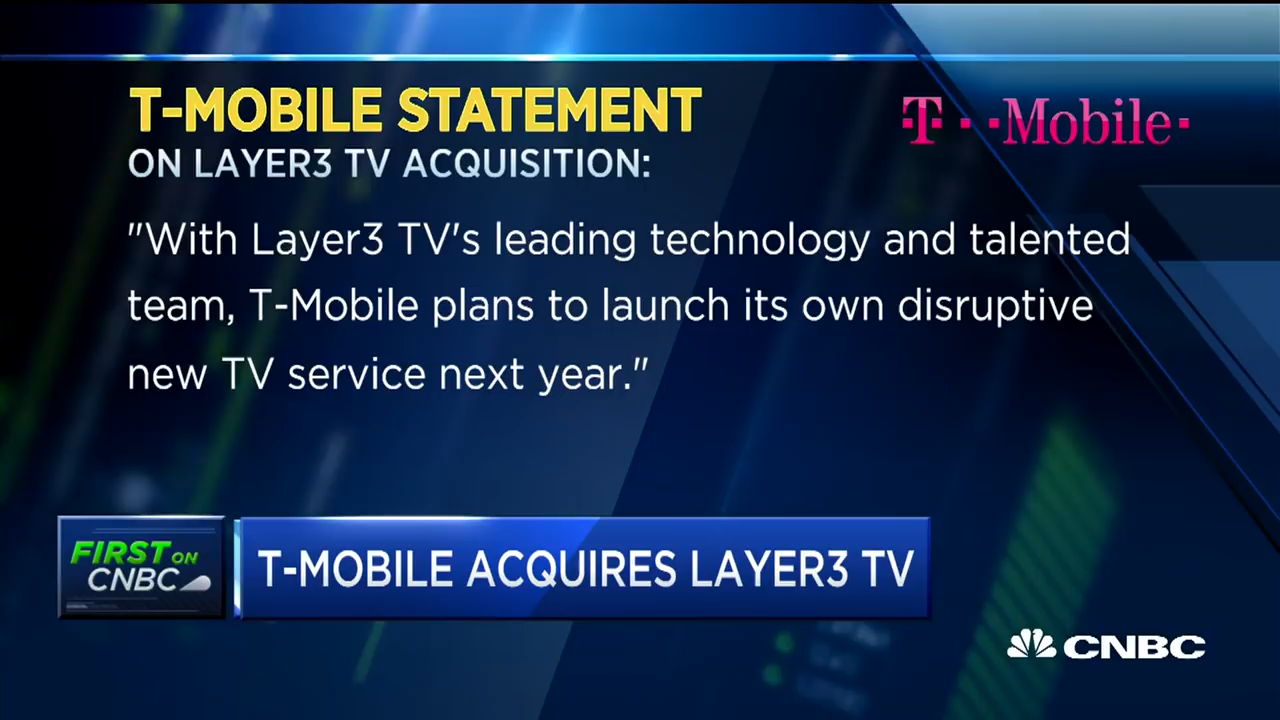 T-MOBILE STATEMENT
ON LAYER3 TV ACQUISITION:
T··Mobile·
"With Layer3 TV's leading technology and talented
team, T-Mobile plans to launch its own disruptive
new TV service next year."
FIRST ON
CNBC
T-MOBILE ACQUIRES LAYER3 TV
CNBC